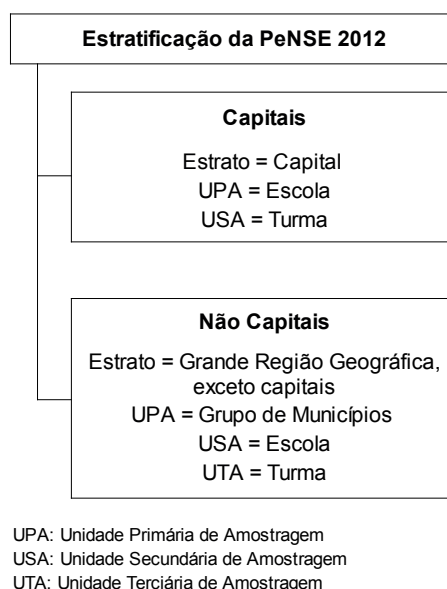 Estratificação da PeNSE 2012
Capitais
Estrato = Capital
UPA = Escola
USA = Turma
Não Capitais
Estrato = Grande Região Geográfica,
exceto capitais
UPA = Grupo de Municípios
USA = Escola
UTA = Turma
UPA: Unidade Primária de Amostragem
USA: Unidade Secundária de Amostragem
UTA: Unidade Terciária de Amostragem